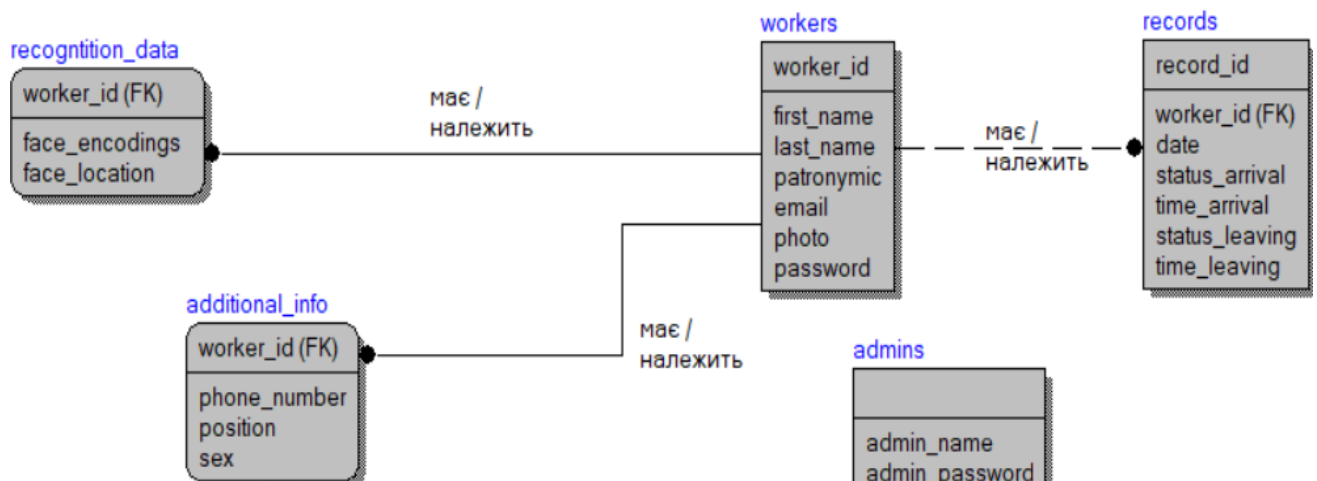 recogntition_data
worker_id (FK)
face_encodings
face_location
має /
належить
workers
worker_id
first_name
last_name
patronymic
email
photo
password
має /
належить
records
record_id
worker_id (FK)
date
status_arrival
time_arrival
status_leaving
time_leaving
additional_info
worker_id (FK)
phone_number
position
sex
має /
належить
admins
admin_name
admin_password